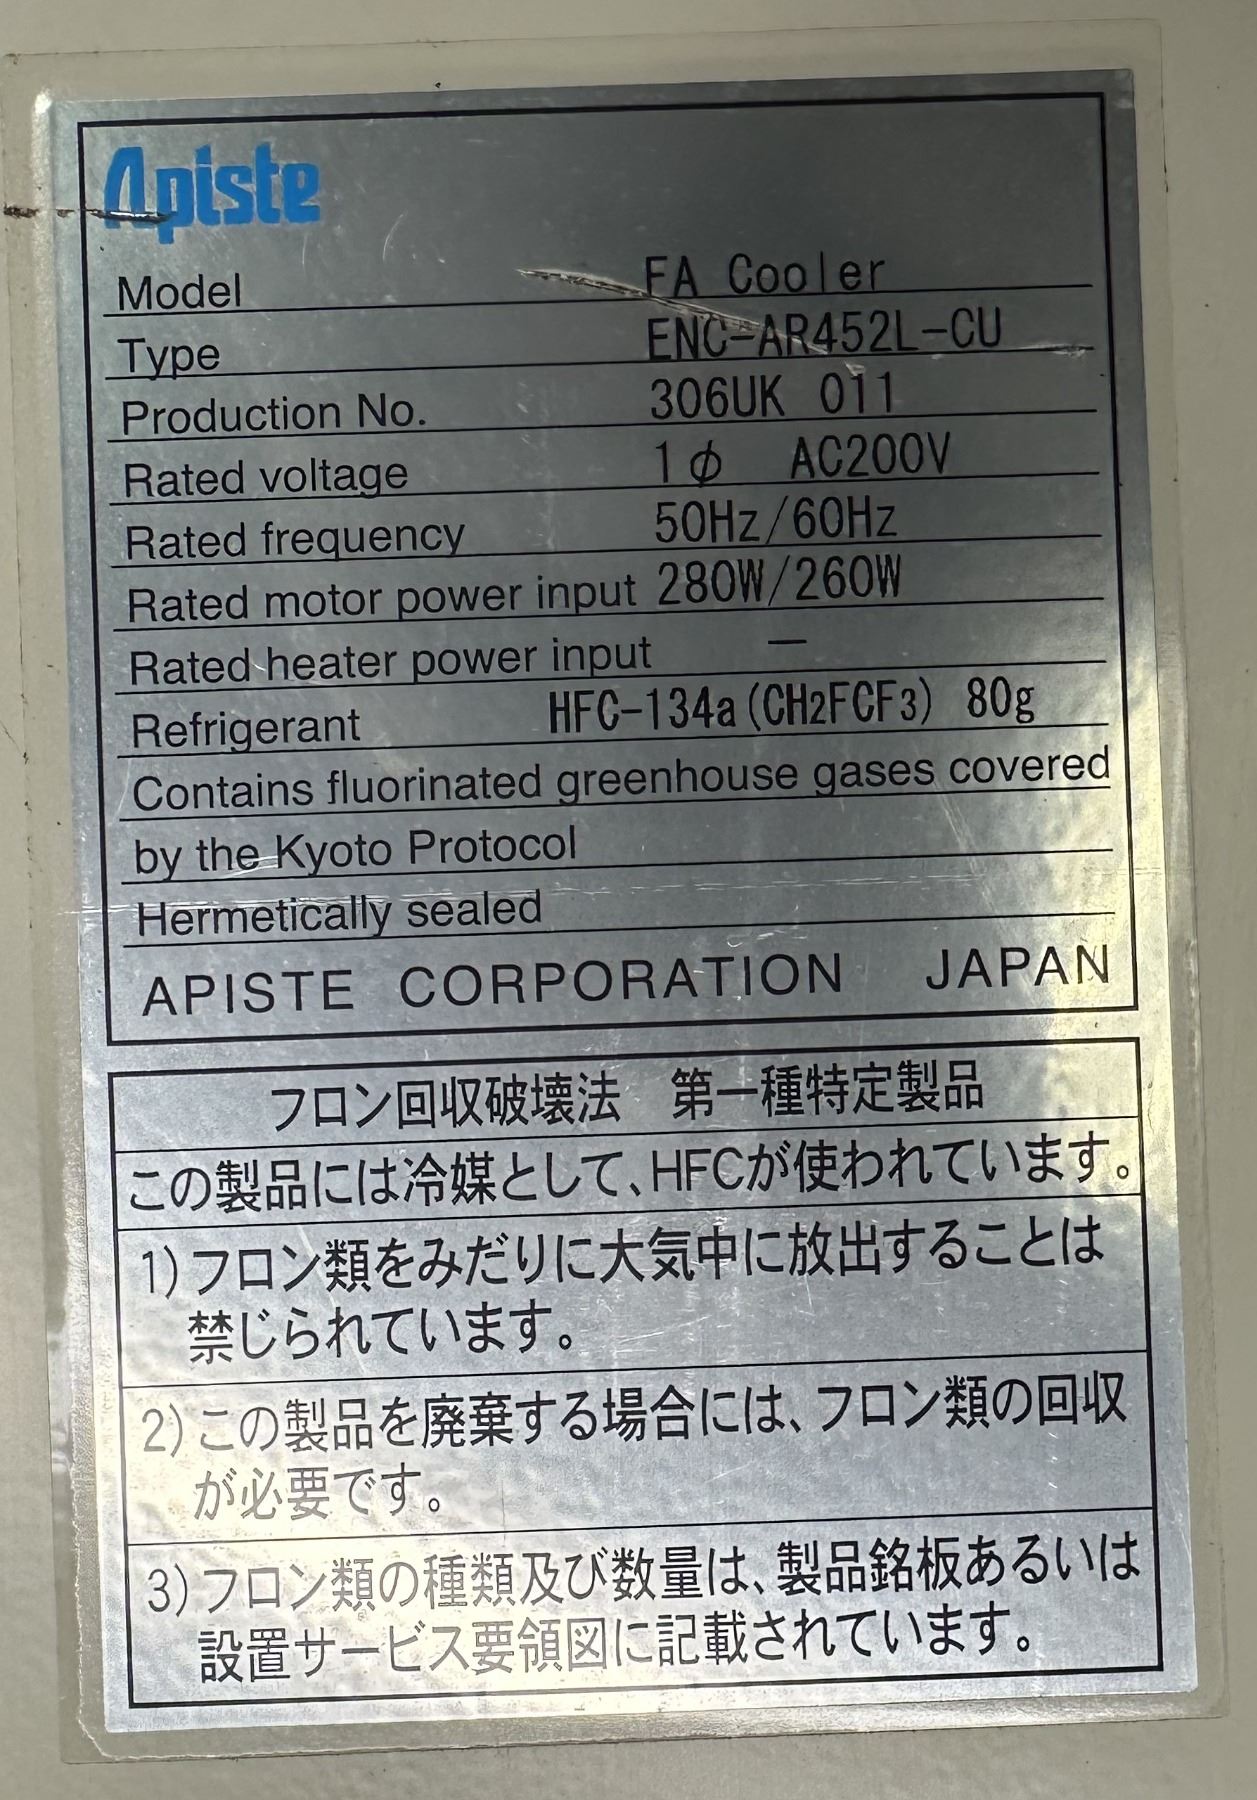 Apiste
Model FA Cooler
Type ENC-AR452L-CU
Production No. 306UK 011
Rated voltage 1φ AC200V
Rated frequency 50Hz/60Hz
Rated motor power input 280W/260W
Rated heater power input —
Refrigerant HFC-134a(CH2FCF3) 80g
Contains fluorinated greenhouse gases covered
by the Kyoto Protocol
Hermetically sealed
APISTE CORPORATION JAPAN
フロン回収破壊法 第一種特定製品
この製品には冷媒として、HFCが使われています。
1)フロン類をみだりに大気中に放出することは
禁じられています。
2)この製品を廃棄する場合には、フロン類の回収
が必要です。
3)フロン類の種類及び数量は、製品銘板あるいは
設置サービス要領図に記載されています。